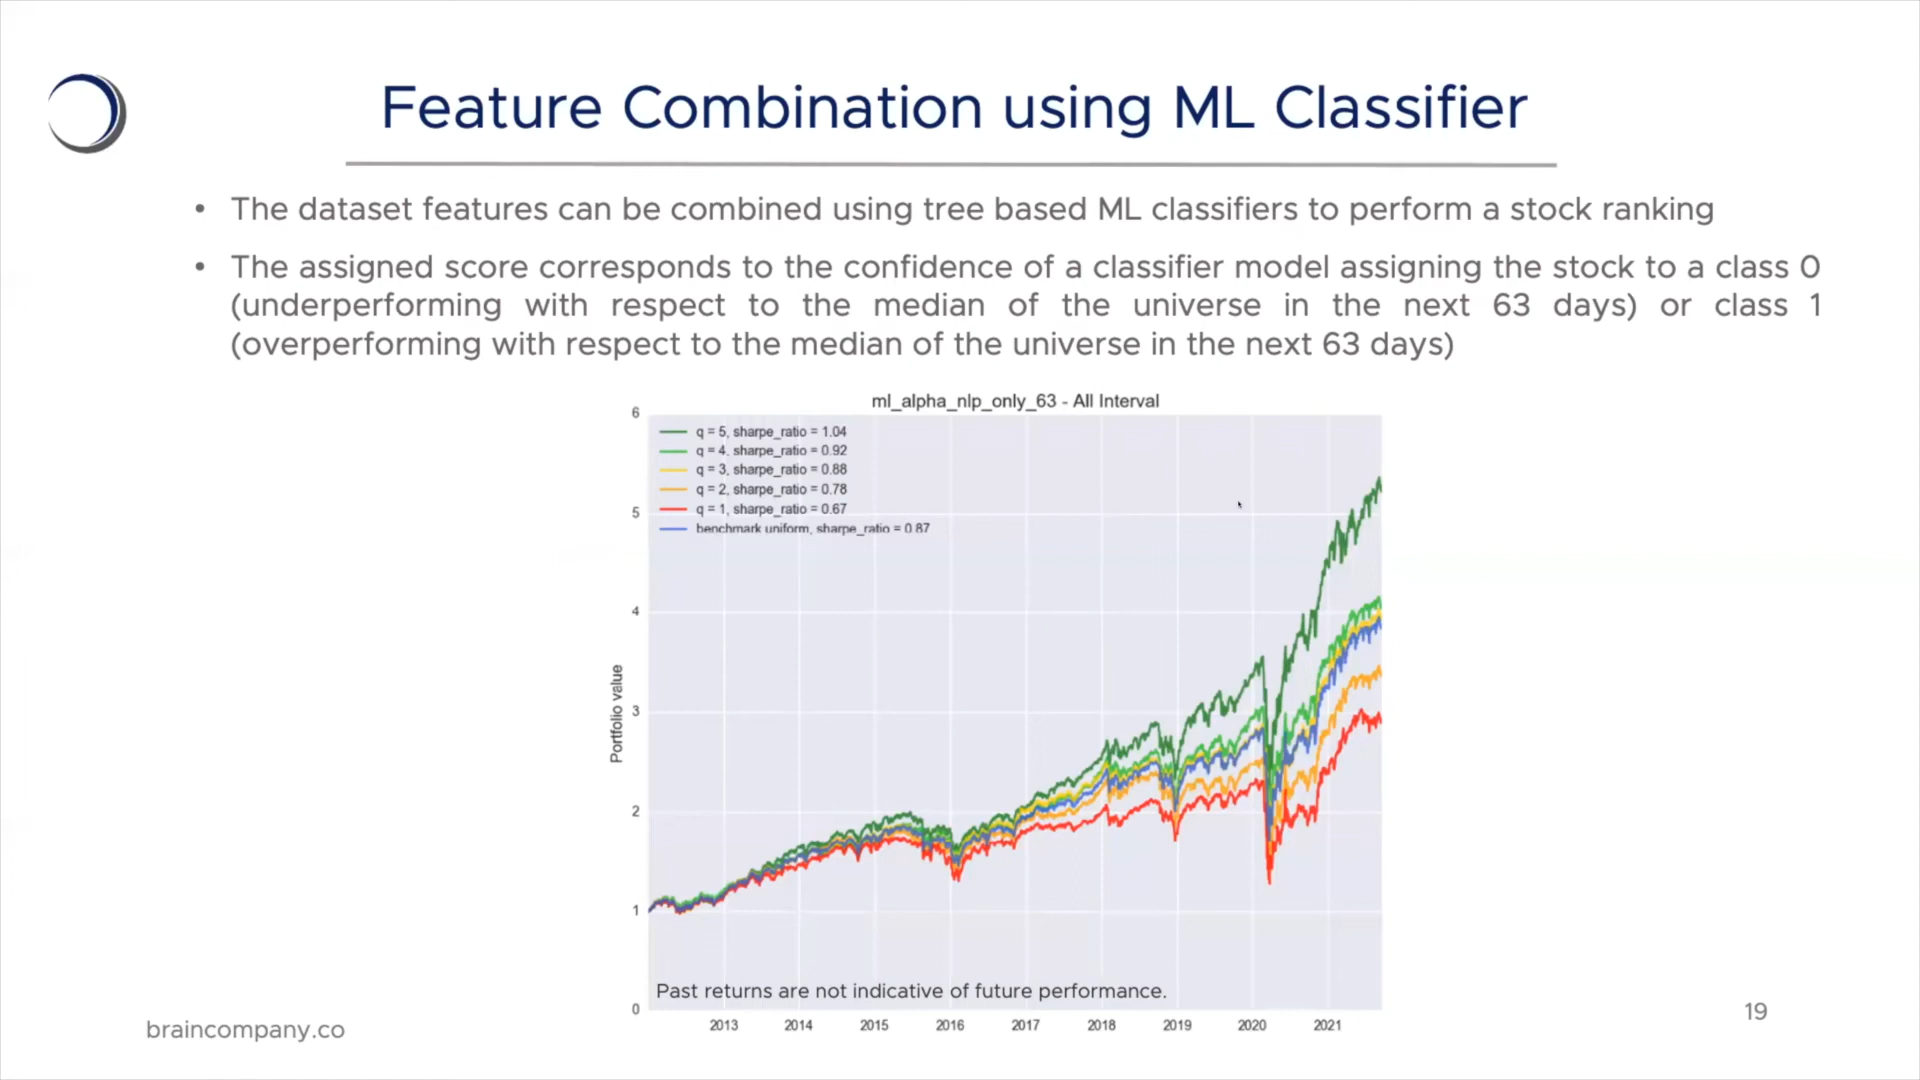 Feature Combination using ML Classifier
• The dataset features can be combined using tree based ML classifiers to perform a stock ranking
• The assigned score corresponds to the confidence of a classifier model assigning the stock to a class 0
(underperforming with respect to the median of the universe in the next 63 days) or class 1
(overperforming with respect to the median of the universe in the next 63 days)
ml_alpha_nlp_only_63 - All Interval
q = 5, sharpe_ratio = 1.04
q = 4, sharpe_ratio = 0.92
q = 3, sharpe_ratio = 0.88
q = 2, sharpe_ratio = 0.78
q = 1, sharpe_ratio = 0.67
benchmark uniform, sharpe_ratio = 0.87
6
5
4
3
2
1
0
Portfolio value
Past returns are not indicative of future performance.
2013 2014 2015 2016 2017 2018 2019 2020 2021
braincompany.co
19